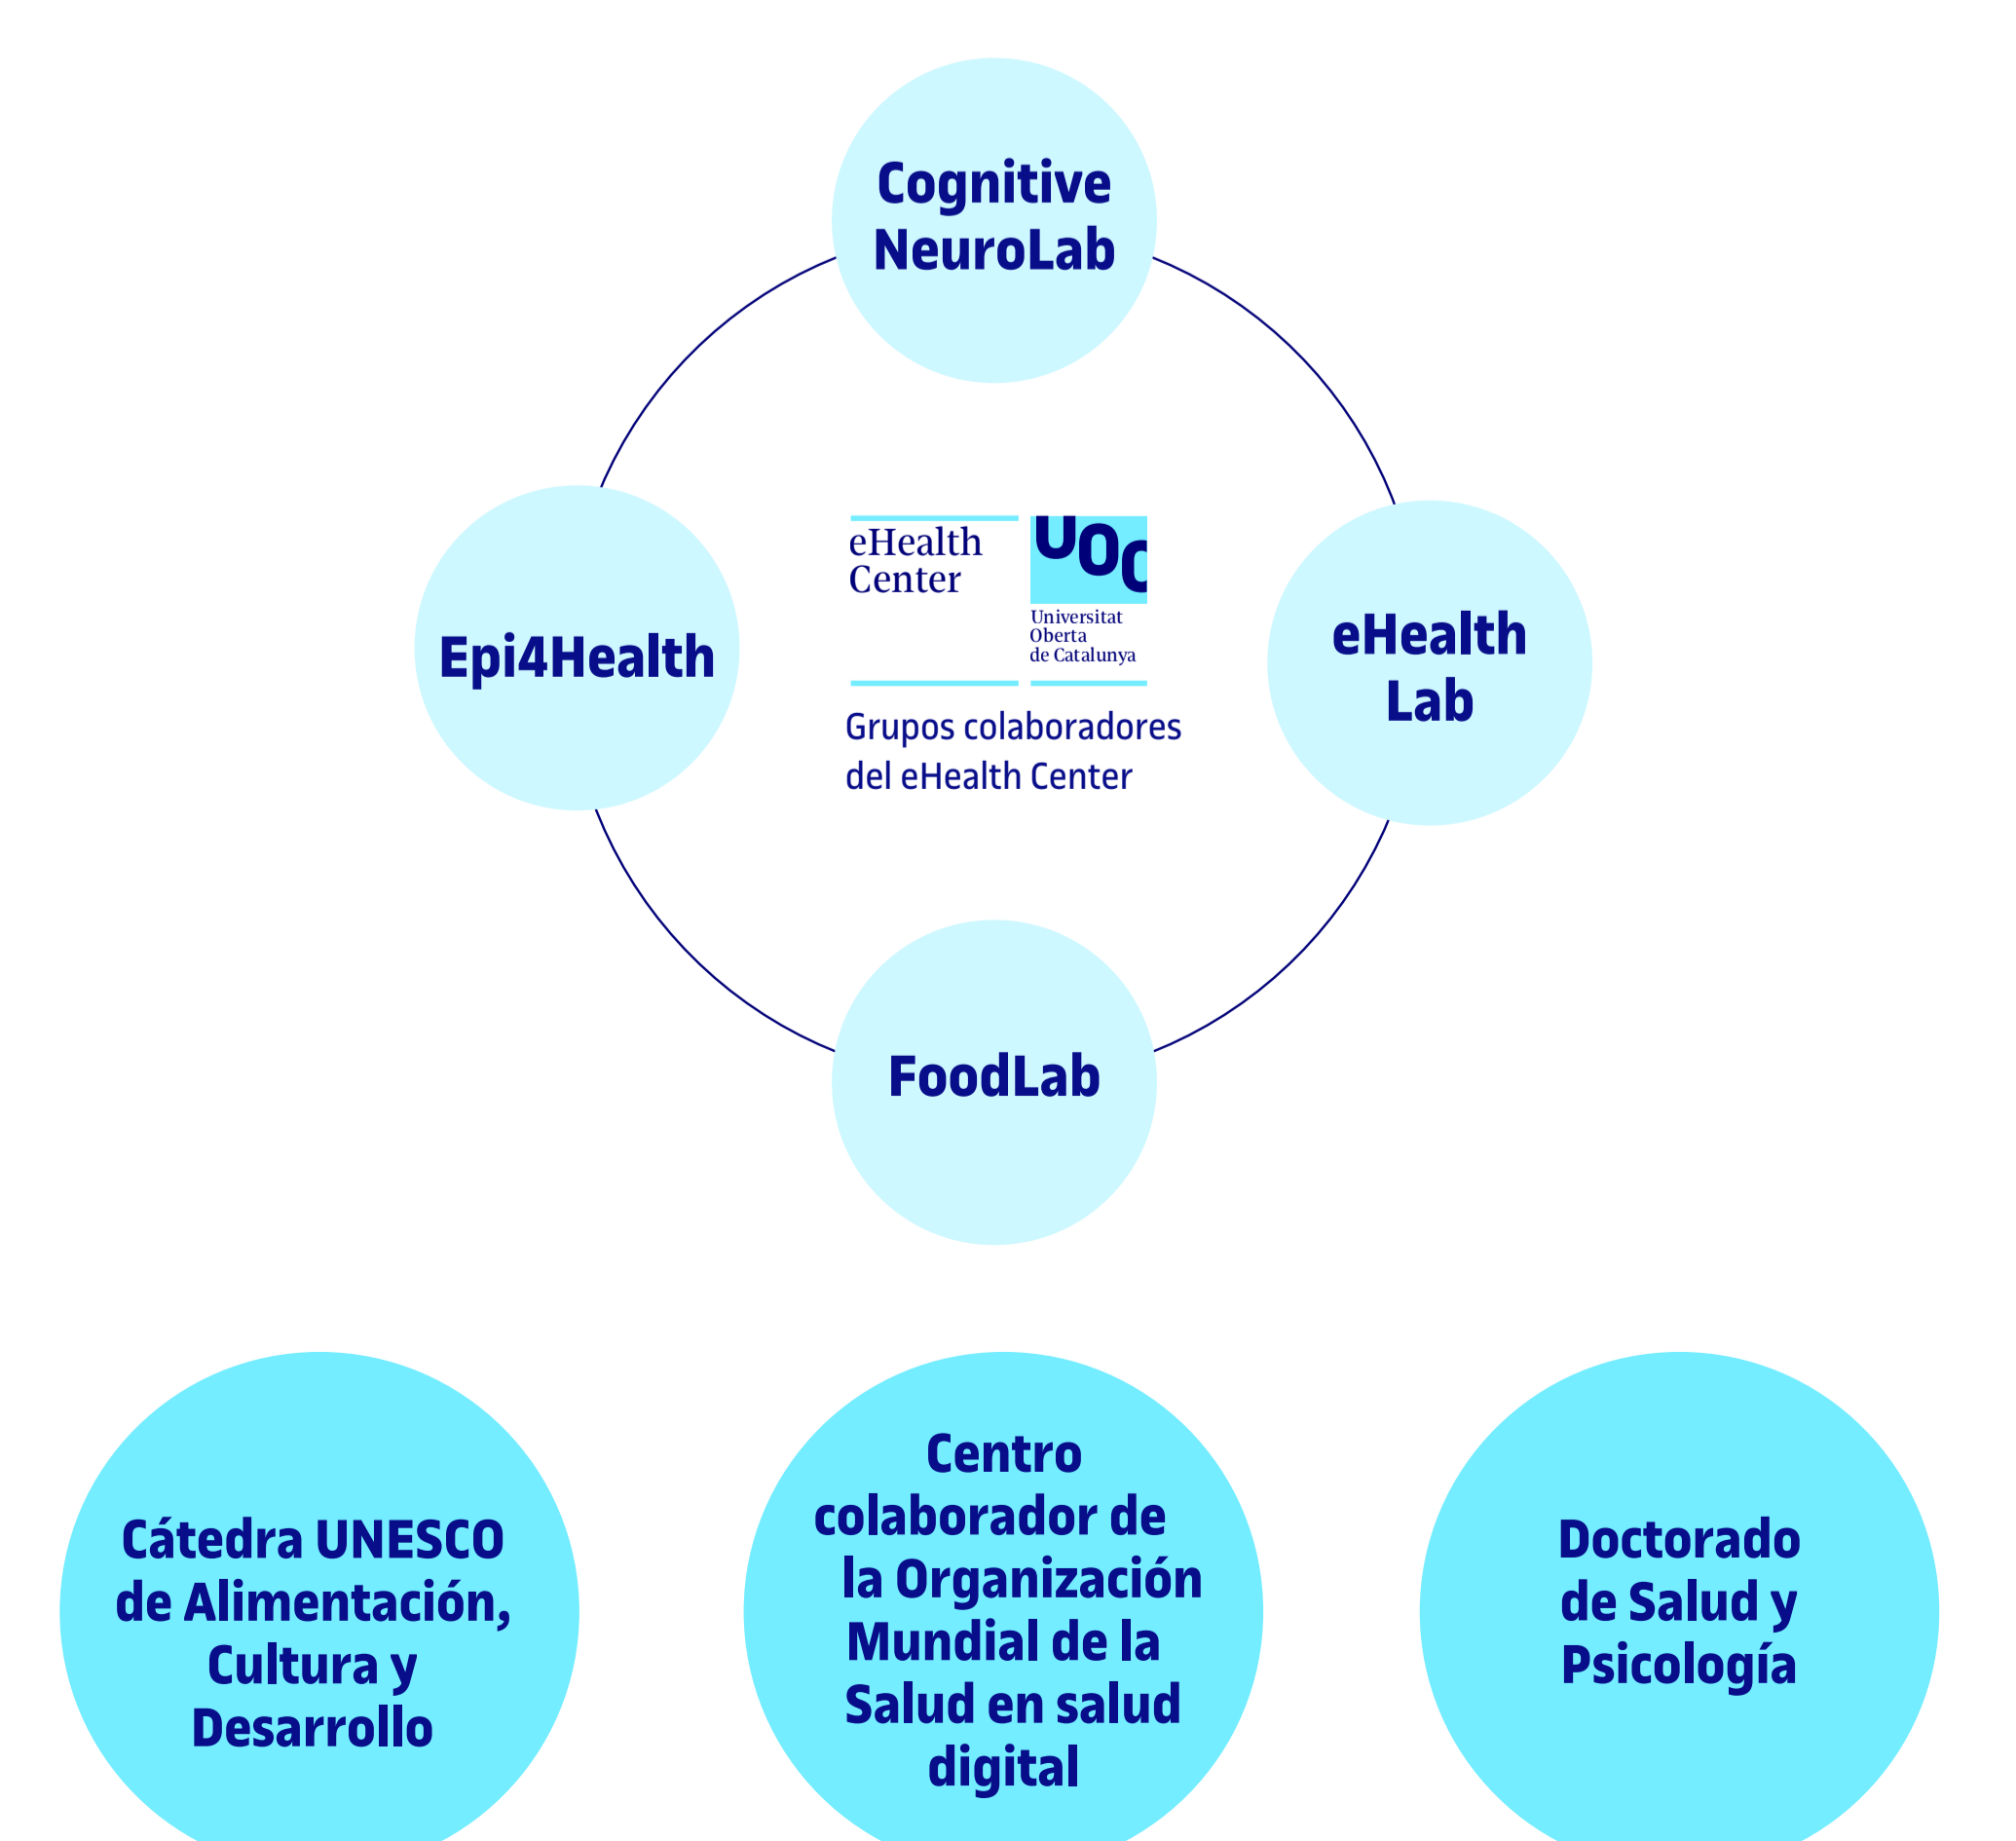 Cognitive
NeuroLab
eHealth
Center
UOC
Universitat
Oberta
de Catalunya
Epi4Health
eHealth
Lab
Grupos colaboradores
del eHealth Center
FoodLab
Cátedra UNESCO
de Alimentación,
Cultura y
Desarrollo
Centro
colaborador de
la Organización
Mundial de la
Salud en salud
digital
Doctorado
de Salud y
Psicología